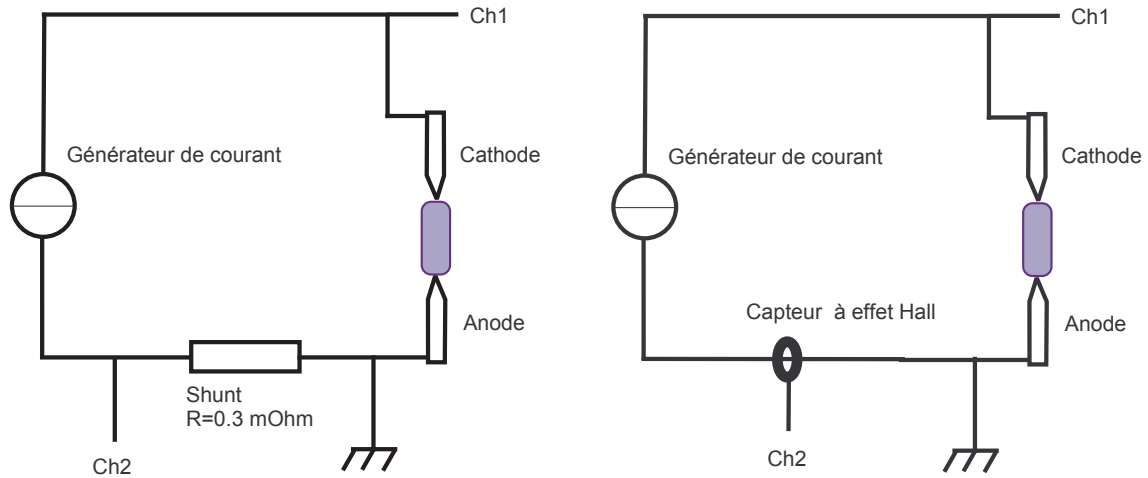 Ch1
Générateur de courant
Cathode
Anode
Shunt
R=0.3 mOhm
Ch2
Ch1
Générateur de courant
Cathode
Capteur à effet Hall
Anode
Ch2